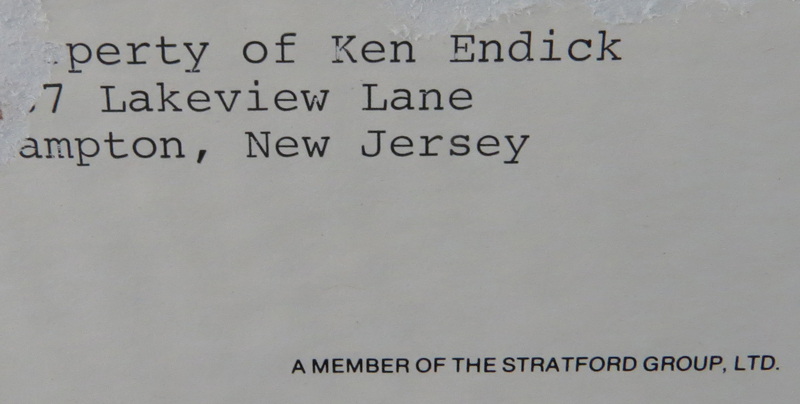 perty of Ken Endick
7 Lakeview Lane
ampton, New Jersey
A MEMBER OF THE STRATFORD GROUP, LTD.